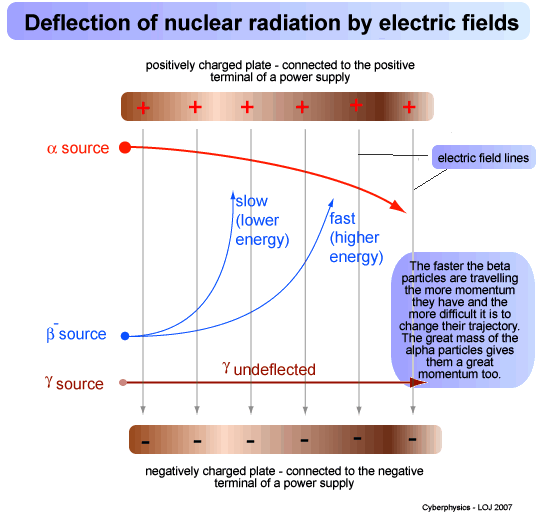 Deflection of nuclear radiation by electric fields
positively charged plate - connected to the positive
terminal of a power supply
+ + + + + +
α source
electric field lines
slow
(lower
energy)
fast
(higher
energy)
The faster the beta
particles are travelling
the more momentum
they have and the
more difficult it is to
change their trajectory.
The great mass of the
alpha particles gives
them a great
momentum too.
β⁻source
γ undeflected
γ source
- - - - - -
negatively charged plate - connected to the negative
terminal of a power supply
Cyberphysics - LOJ 2007